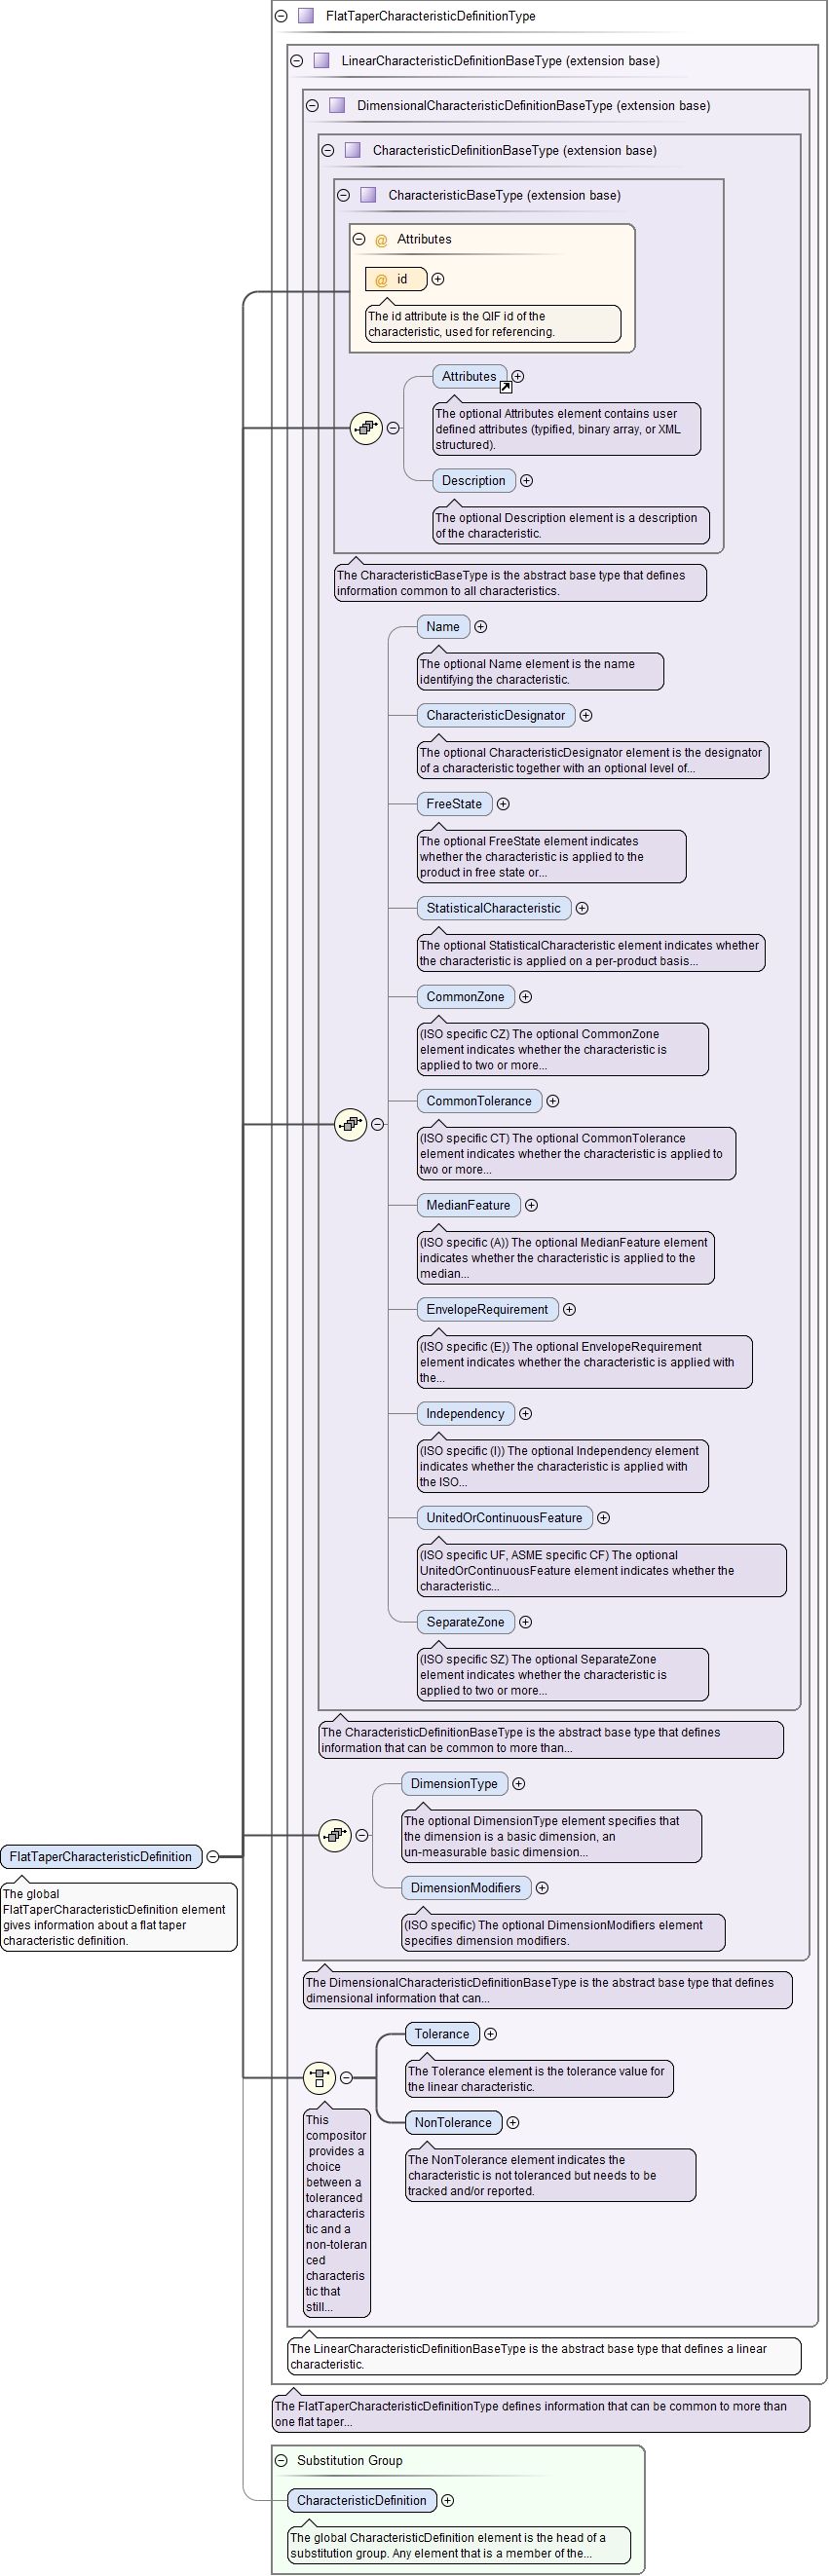 FlatTaperCharacteristicDefinitionType
LinearCharacteristicDefinitionBaseType (extension base)
DimensionalCharacteristicDefinitionBaseType (extension base)
CharacteristicDefinitionBaseType (extension base)
CharacteristicBaseType (extension base)
@ Attributes
@ id
The id attribute is the QIF id of the
characteristic, used for referencing.
Attributes
The optional Attributes element contains user
defined attributes (typified, binary array, or XML
structured).
Description
The optional Description element is a description
of the characteristic.
The CharacteristicBaseType is the abstract base type that defines
information common to all characteristics.
Name
The optional Name element is the name
identifying the characteristic.
CharacteristicDesignator
The optional CharacteristicDesignator element is the designator
of a characteristic together with an optional level of...
FreeState
The optional FreeState element indicates
whether the characteristic is applied to the
product in free state or...
StatisticalCharacteristic
The optional StatisticalCharacteristic element indicates whether
the characteristic is applied on a per-product basis...
CommonZone
(ISO specific CZ) The optional CommonZone
element indicates whether the characteristic is
applied to two or more...
CommonTolerance
(ISO specific CT) The optional CommonTolerance
element indicates whether the characteristic is applied to
two or more...
MedianFeature
(ISO specific (A)) The optional MedianFeature element
indicates whether the characteristic is applied to the
median...
EnvelopeRequirement
(ISO specific (E)) The optional EnvelopeRequirement
element indicates whether the characteristic is applied with
the...
Independency
(ISO specific (I)) The optional Independency element
indicates whether the characteristic is applied with
the ISO...
UnitedOrContinuousFeature
(ISO specific UF, ASME specific CF) The optional
UnitedOrContinuousFeature element indicates whether the
characteristic...
SeparateZone
(ISO specific SZ) The optional SeparateZone
element indicates whether the characteristic is
applied to two or more...
The CharacteristicDefinitionBaseType is the abstract base type that defines
information that can be common to more than...
DimensionType
The optional DimensionType element specifies that
the dimension is a basic dimension, an
un-measurable basic dimension...
DimensionModifiers
(ISO specific) The optional DimensionModifiers element
specifies dimension modifiers.
FlatTaperCharacteristicDefinition
The global
FlatTaperCharacteristicDefinition element
gives information about a flat taper
characteristic definition.
The DimensionalCharacteristicDefinitionBaseType is the abstract base type that defines
dimensional information that can...
Tolerance
The Tolerance element is the tolerance value for
the linear characteristic.
NonTolerance
The NonTolerance element indicates the
characteristic is not toleranced but needs to be
tracked and/or reported.
This
compositor
provides a
choice
between a
toleranced
characteris
tic and a
non-toleran
ced
characteris
tic that
still...
The LinearCharacteristicDefinitionBaseType is the abstract base type that defines a linear
characteristic.
The FlatTaperCharacteristicDefinitionType defines information that can be common to more than
one flat taper...
Substitution Group
CharacteristicDefinition
The global CharacteristicDefinition element is the head of a
substitution group. Any element that is a member of the...